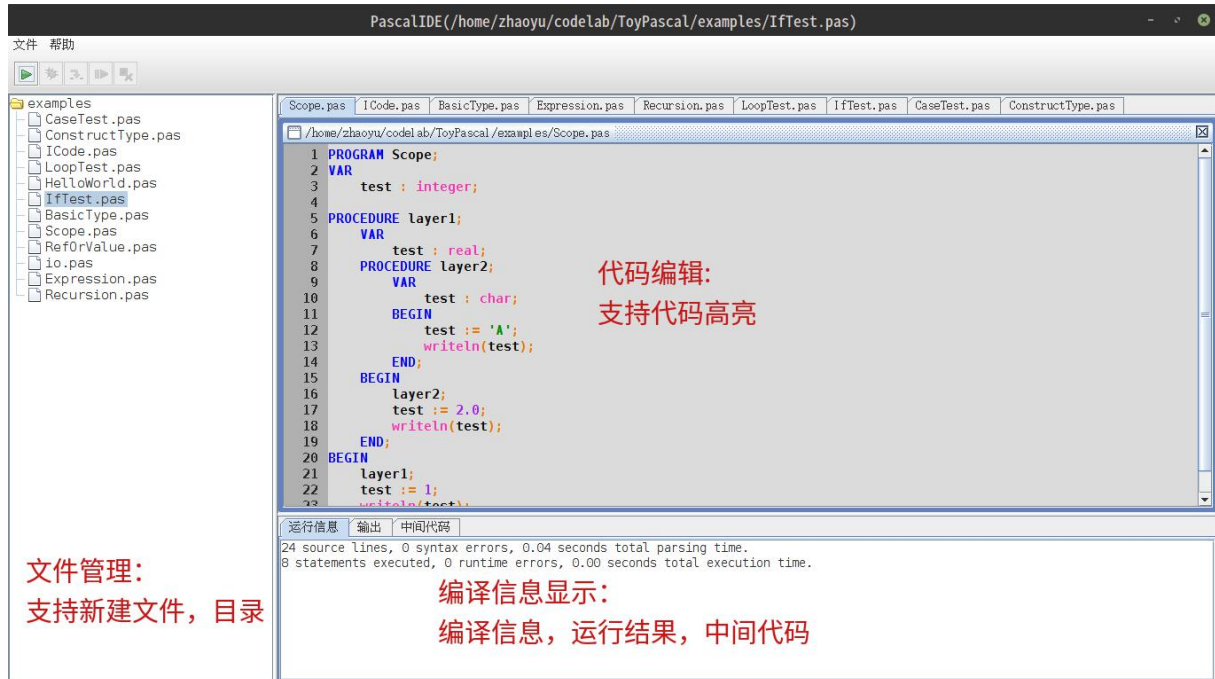 PascalIDE(/home/zhaoyu/codelab/ToyPascal/examples/IfTest.pas)
文件 帮助
examples
CaseTest.pas
ConstructType.pas
ICode.pas
LoopTest.pas
HelloWorld.pas
IfTest.pas
BasicType.pas
Scope.pas
RefOrValue.pas
io.pas
Expression.pas
Recursion.pas
文件管理：
支持新建文件，目录
Scope.pas ICode.pas BasicType.pas Expression.pas Recursion.pas LoopTest.pas IfTest.pas CaseTest.pas ConstructType.pas
/home/zhaoyu/codelab/ToyPascal/examples/Scope.pas
1 PROGRAM Scope;
2 VAR
3 test : integer;
4
5 PROCEDURE layer1;
6 VAR
7 test : real;
8 PROCEDURE layer2;
9 VAR
10 test : char;
11 BEGIN
12 test := 'A';
13 writeln(test);
14 END;
15 BEGIN
16 layer2;
17 test := 2.0;
18 writeln(test);
19 END;
20 BEGIN
21 layer1;
22 test := 1;
23 writeln(test);
代码编辑:
支持代码高亮
运行信息 输出 中间代码
24 source lines, 0 syntax errors, 0.04 seconds total parsing time.
8 statements executed, 0 runtime errors, 0.00 seconds total execution time.
编译信息显示：
编译信息，运行结果，中间代码